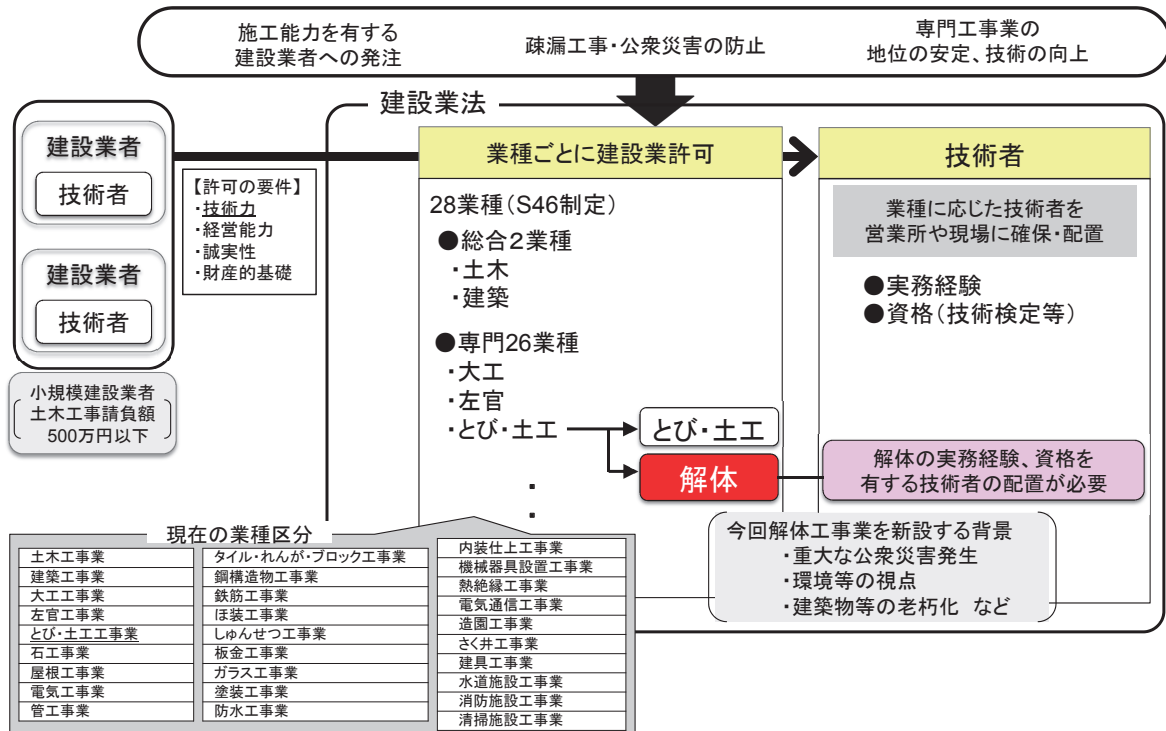 施工能力を有する
建設業者への発注
疎漏工事・公衆災害の防止
専門工事業の
地位の安定、技術の向上
建設業法
建設業者
技術者
建設業者
技術者
小規模建設業者
土木工事請負額
500万円以下
【許可の要件】
・技術力
・経営能力
・誠実性
・財産的基礎
業種ごとに建設業許可
28業種(S46制定)
●総合2業種
・土木
・建築
●専門26業種
・大工
・左官
・とび・土工
とび・土工
解体
・
・
技術者
業種に応じた技術者を
営業所や現場に確保・配置
●実務経験
●資格(技術検定等)
解体の実務経験、資格を
有する技術者の配置が必要
今回解体工事業を新設する背景
・重大な公衆災害発生
・環境等の視点
・建築物等の老朽化 など
現在の業種区分
土木工事業
建築工事業
大工工事業
左官工事業
とび・土工工事業
石工事業
屋根工事業
電気工事業
管工事業
タイル・れんが・ブロック工事業
鋼構造物工事業
鉄筋工事業
ほ装工事業
しゅんせつ工事業
板金工事業
ガラス工事業
塗装工事業
防水工事業
内装仕上工事業
機械器具設置工事業
熱絶縁工事業
電気通信工事業
造園工事業
さく井工事業
建具工事業
水道施設工事業
消防施設工事業
清掃施設工事業